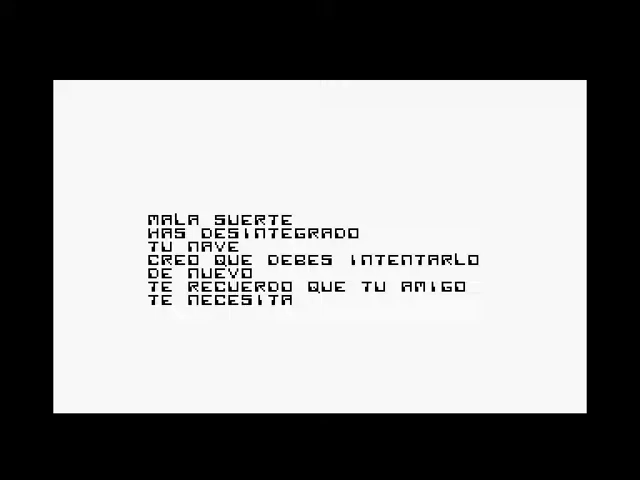 MALA SUERTE
HAS DESINTEGRADO
TU NAVE
CREO QUE DEBES INTENTARLO
DE NUEVO
TE RECUERDO QUE TU AMIGO
TE NECESITA